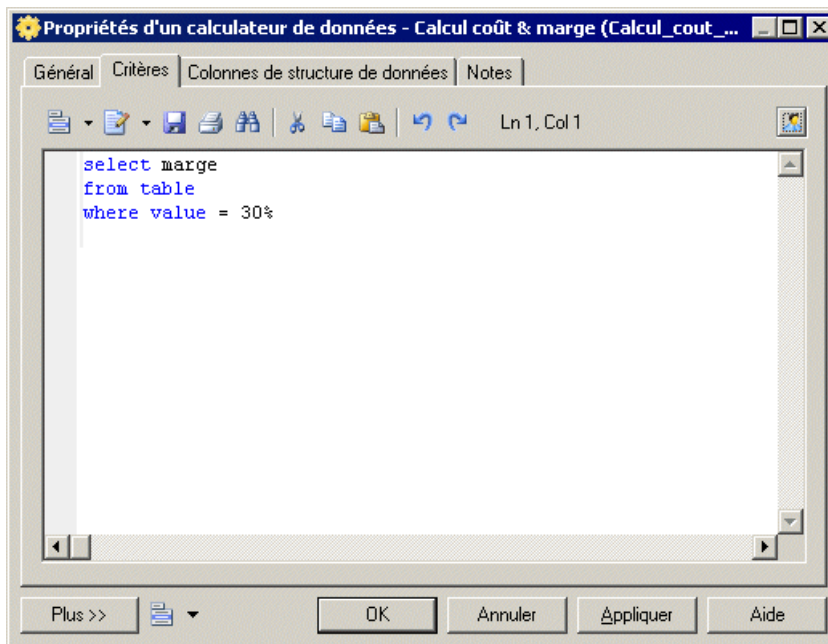 Propriétés d'un calculateur de données - Calcul coût & marge (Calcul_cout_...
Général Critères Colonnes de structure de données Notes
Ln 1, Col 1
select marge
from table
where value = 30%
Plus >> OK Annuler Appliquer Aide